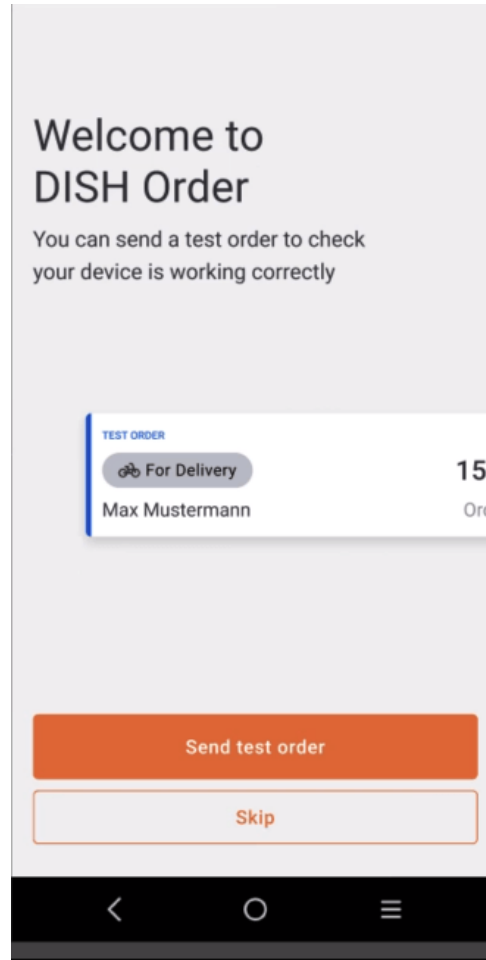 Welcome to
DISH Order
You can send a test order to check
your device is working correctly
TEST ORDER
For Delivery
15
Max Mustermann
Send test order
Skip